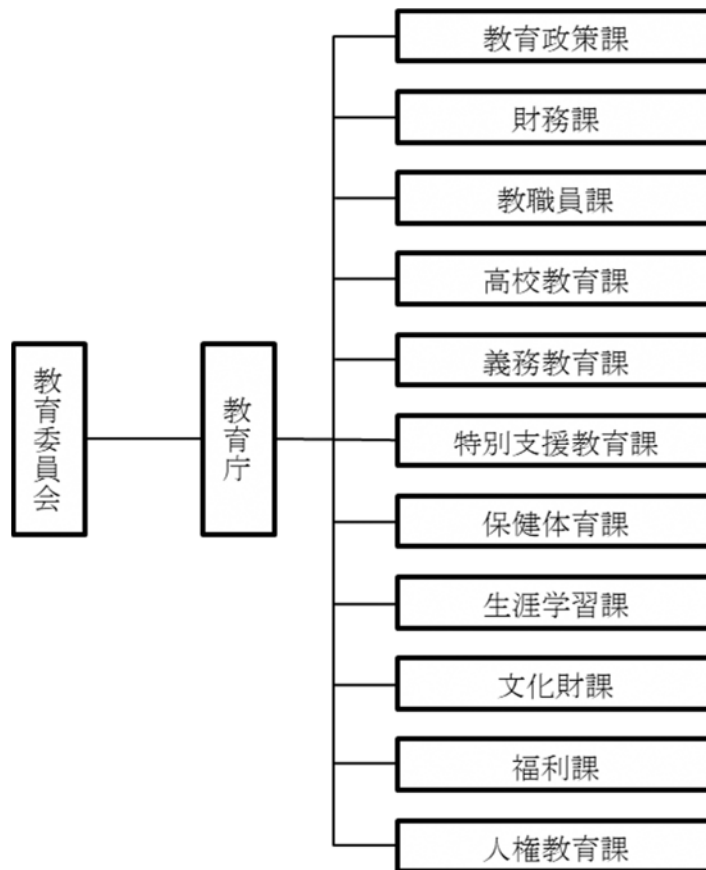 教育委員会
教育庁
教育政策課
財務課
教職員課
高校教育課
義務教育課
特別支援教育課
保健体育課
生涯学習課
文化財課
福利課
人権教育課